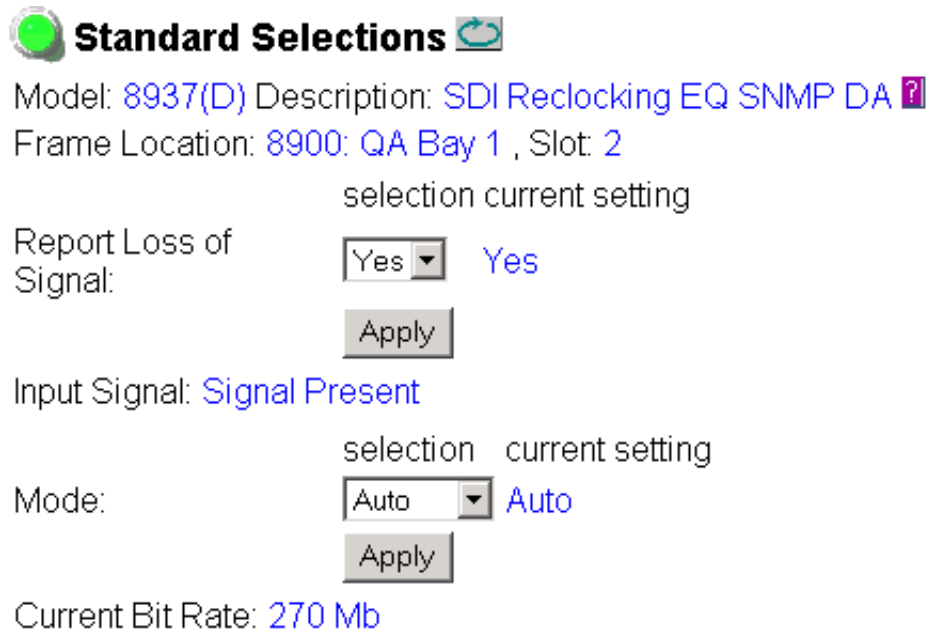 Standard Selections
Model: 8937(D) Description: SDI Reclocking EQ SNMP DA ?
Frame Location: 8900: QA Bay 1 , Slot: 2
selection current setting
Report Loss of
Signal:
Yes Yes
Apply
Input Signal: Signal Present
selection current setting
Mode: Auto Auto
Apply
Current Bit Rate: 270 Mb